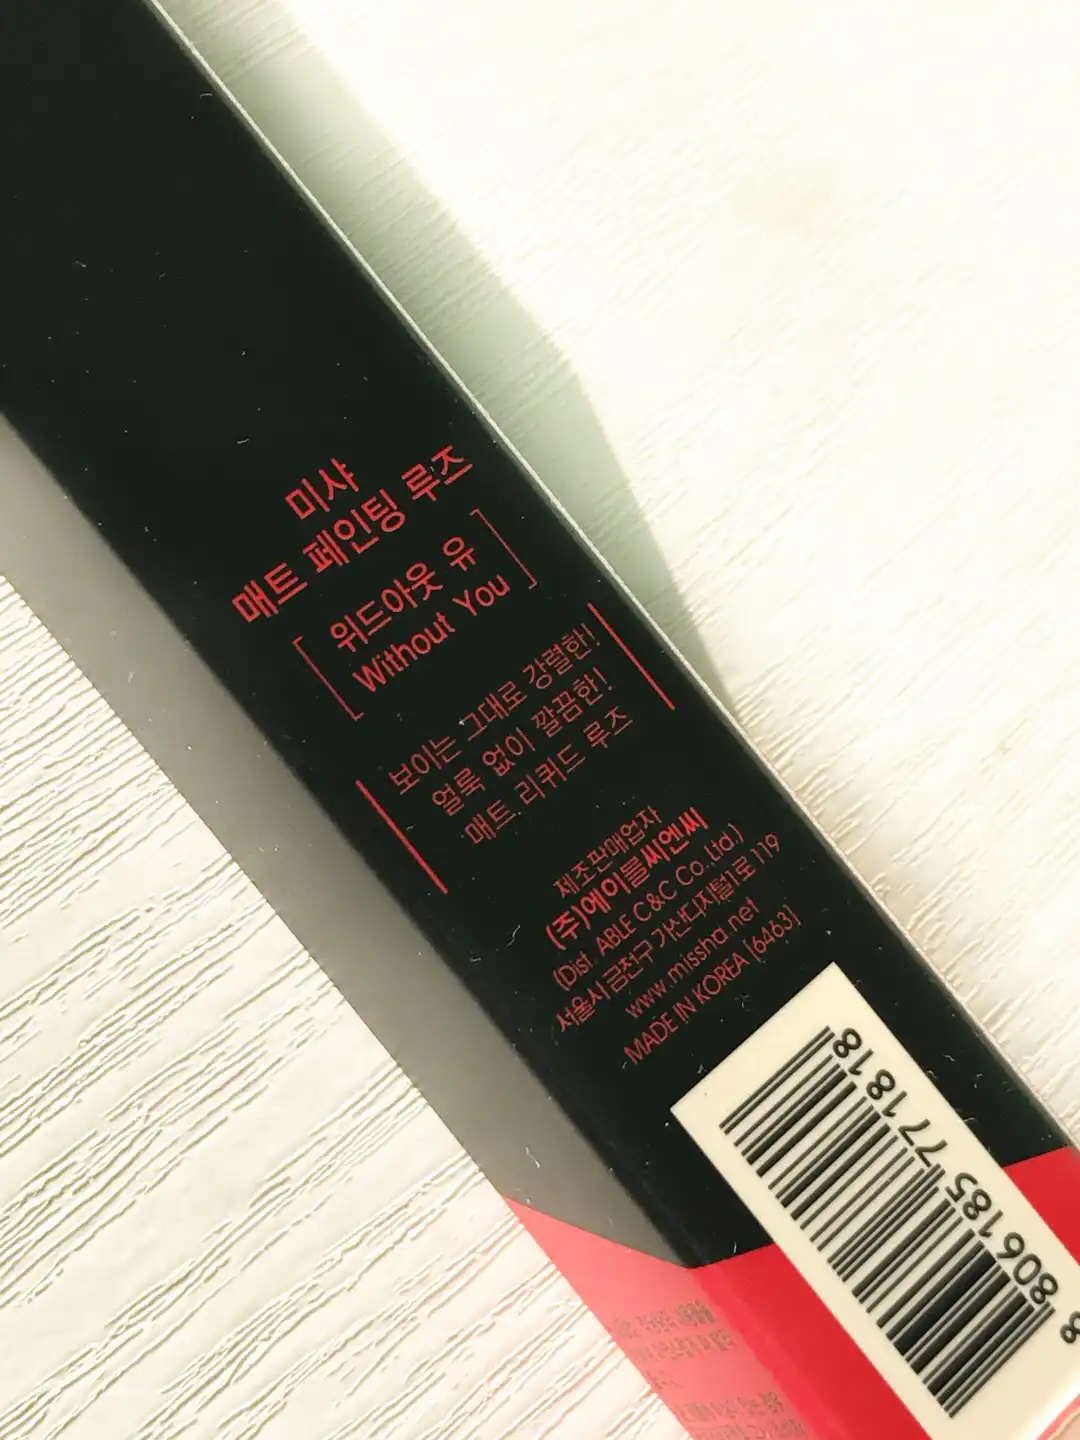 미샤
매트 페인팅 루즈
[ 위드아웃 유
Without You ]
보이는 그대로 강렬한!
얼룩 없이 깔끔한!
매트. 리퀴드 루즈
제조판매업자
(주)에이블씨엔씨
(Dist. ABLE C&C Co.,Ltd.)
서울시 금천구 가산디지털1로 119
www.missha.net
MADE IN KOREA [6463]
8 806185 771818